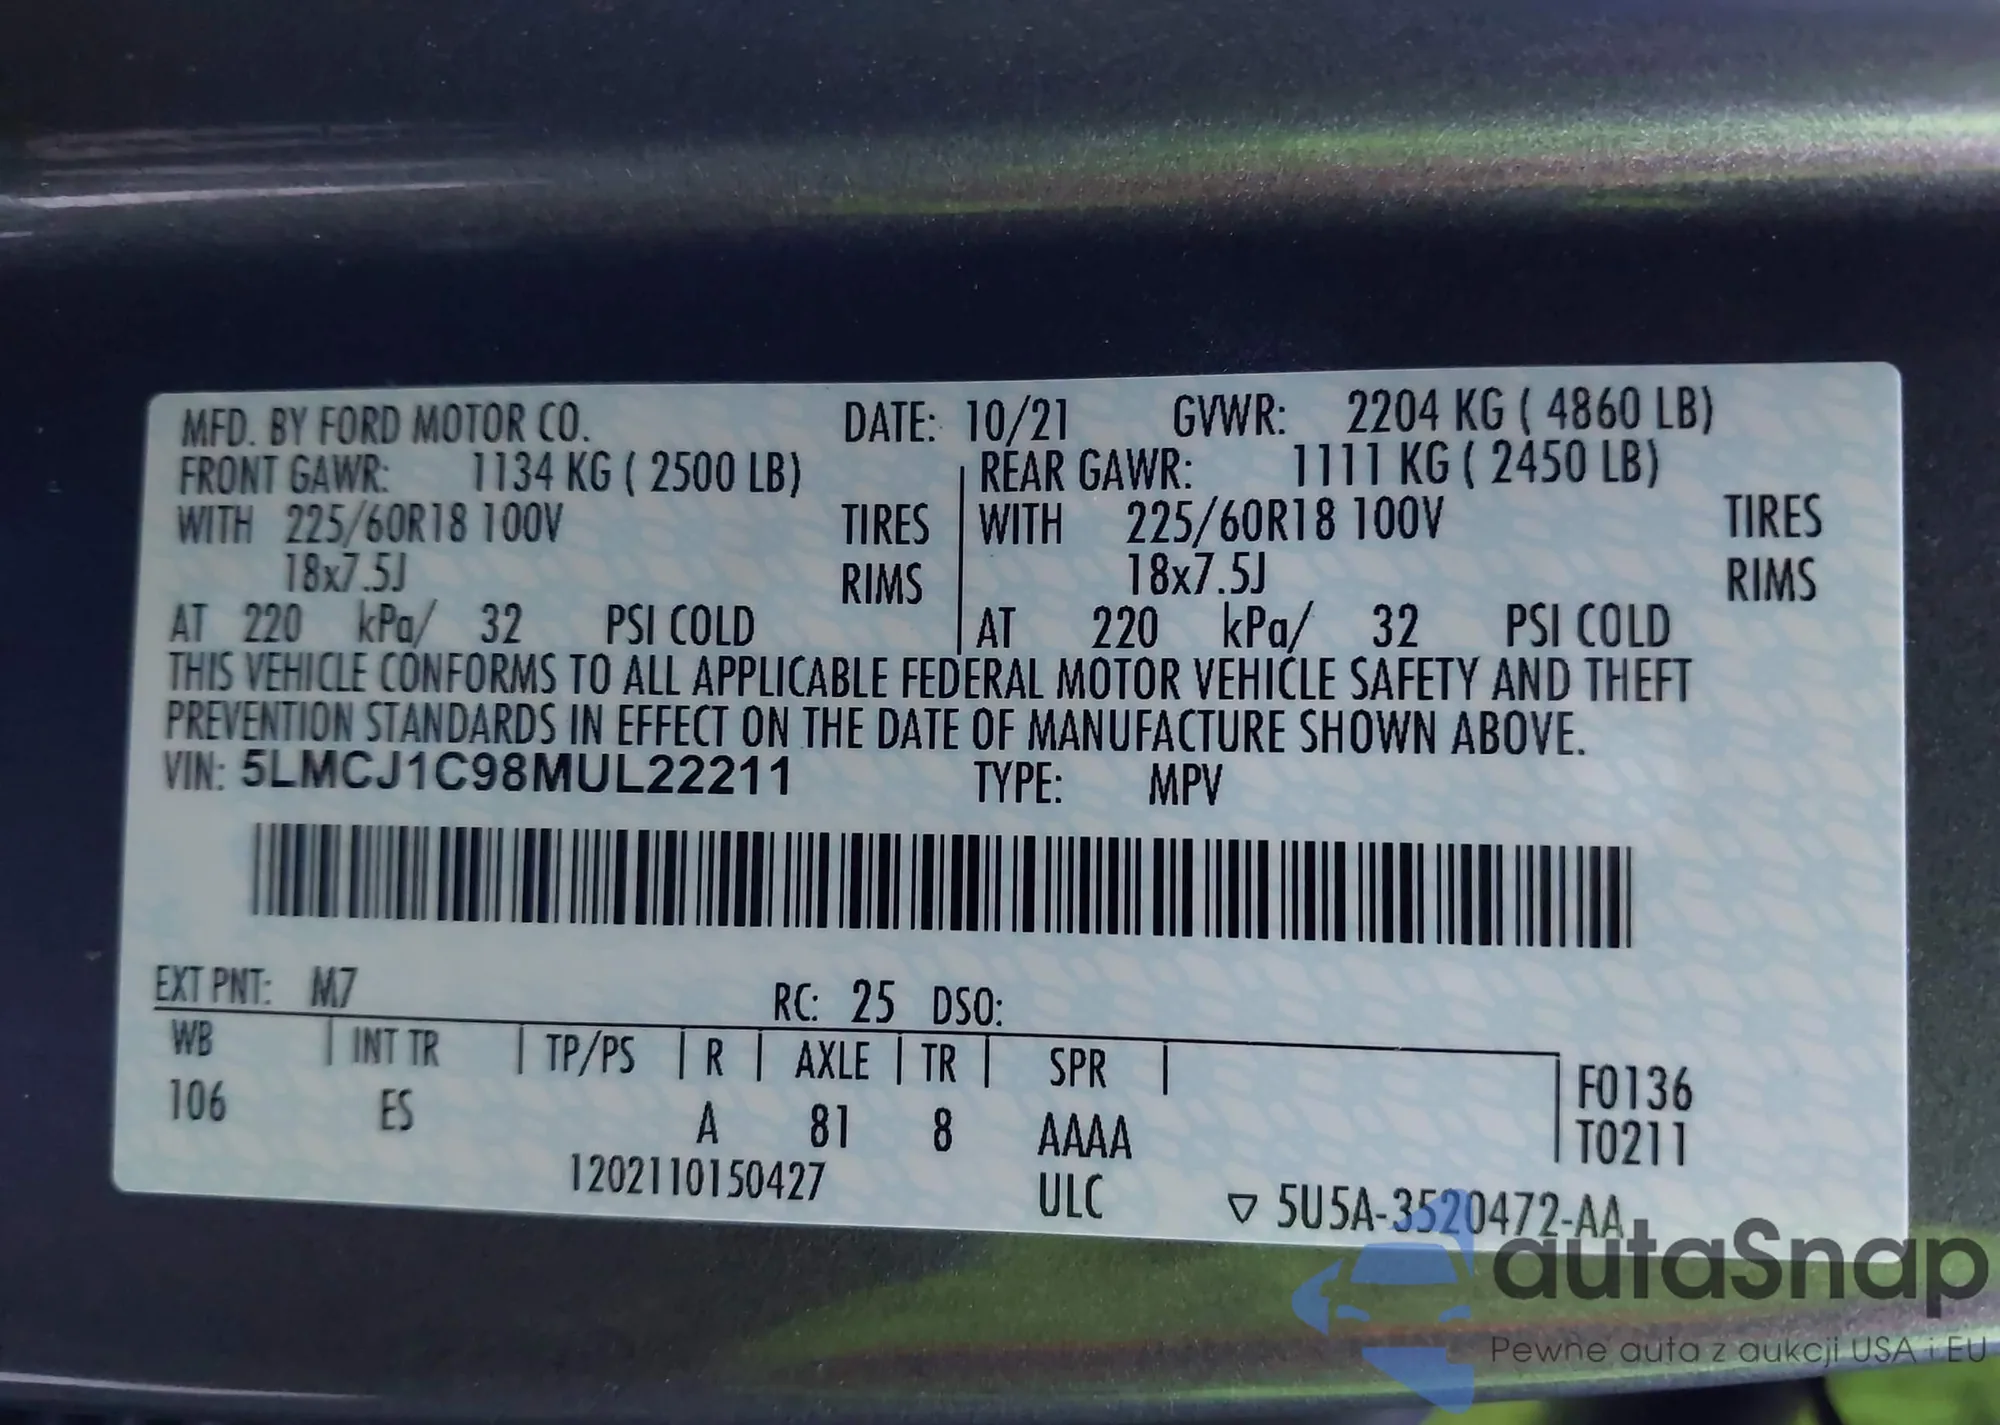 MFD. BY FORD MOTOR CO. DATE: 10/21 GVWR: 2204 KG ( 4860 LB)
FRONT GAWR: 1134 KG ( 2500 LB) REAR GAWR: 1111 KG ( 2450 LB)
WITH 225/60R18 100V TIRES WITH 225/60R18 100V TIRES
18x7.5J RIMS 18x7.5J RIMS
AT 220 kPa/ 32 PSI COLD AT 220 kPa/ 32 PSI COLD
THIS VEHICLE CONFORMS TO ALL APPLICABLE FEDERAL MOTOR VEHICLE SAFETY AND THEFT
PREVENTION STANDARDS IN EFFECT ON THE DATE OF MANUFACTURE SHOWN ABOVE.
VIN: 5LMCJ1C98MUL22211 TYPE: MPV
EXT PNT: M7 RC: 25 DSO:
WB | INT TR | TP/PS | R | AXLE | TR | SPR |
106 ES A 81 8 AAAA
F0136
T0211
1202110150427 ULC ▽ 5U5A-3520472-AA
autaSnap
Pewne auta z aukcji USA i EU